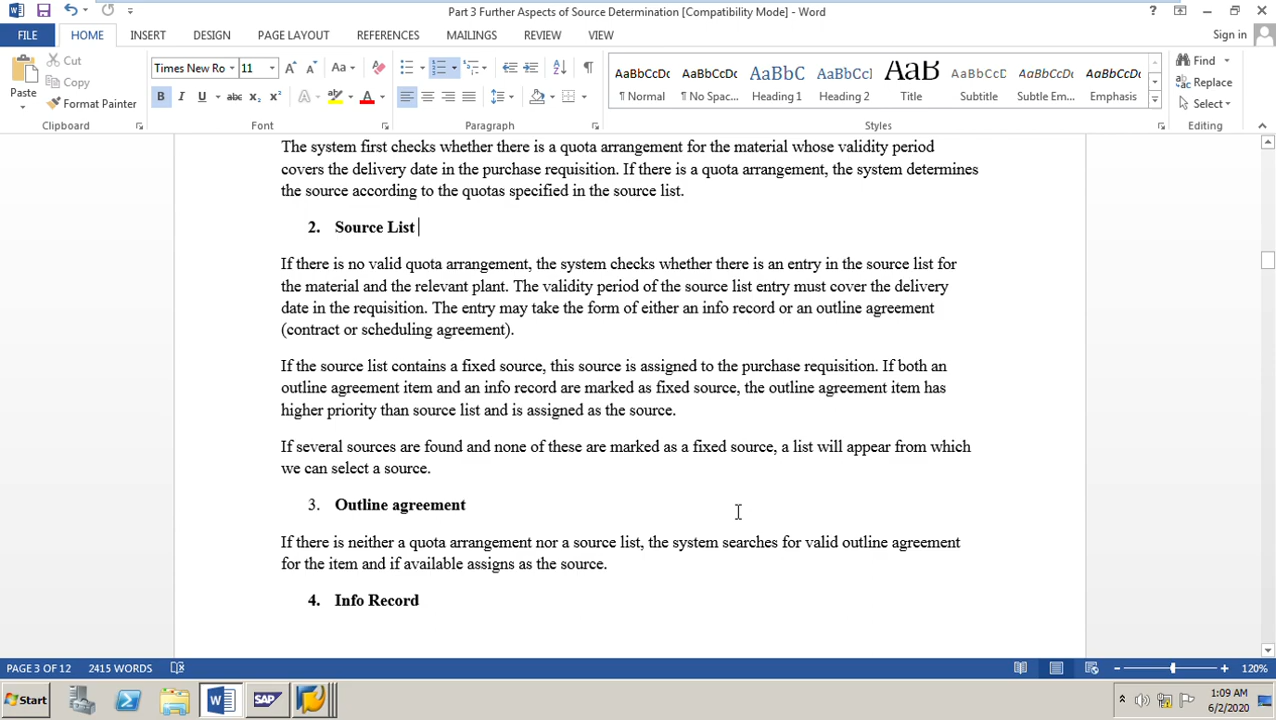 Part 3 Further Aspects of Source Determination [Compatibility Mode] - Word
?
FILE HOME INSERT DESIGN PAGE LAYOUT REFERENCES MAILINGS REVIEW VIEW Sign in
Paste
Cut
Copy
Format Painter
Times New Ro 11
Aa
B I U abc x₂ x² A A
AaBbCcDc AaBbCcDc AaBbC AaBbCc AaB AaBbCcD AaBbCcDc AaBbCcDc
¶ Normal ¶ No Spac... Heading 1 Heading 2 Title Subtitle Subtle Em... Emphasis
Find
Replace
Select
Clipboard Font Paragraph Styles Editing
The system first checks whether there is a quota arrangement for the material whose validity period
covers the delivery date in the purchase requisition. If there is a quota arrangement, the system determines
the source according to the quotas specified in the source list.
2. Source List
If there is no valid quota arrangement, the system checks whether there is an entry in the source list for
the material and the relevant plant. The validity period of the source list entry must cover the delivery
date in the requisition. The entry may take the form of either an info record or an outline agreement
(contract or scheduling agreement).
If the source list contains a fixed source, this source is assigned to the purchase requisition. If both an
outline agreement item and an info record are marked as fixed source, the outline agreement item has
higher priority than source list and is assigned as the source.
If several sources are found and none of these are marked as a fixed source, a list will appear from which
we can select a source.
3. Outline agreement
If there is neither a quota arrangement nor a source list, the system searches for valid outline agreement
for the item and if available assigns as the source.
4. Info Record
PAGE 3 OF 12 2415 WORDS 120%
Start SAP 1:09 AM
6/2/2020